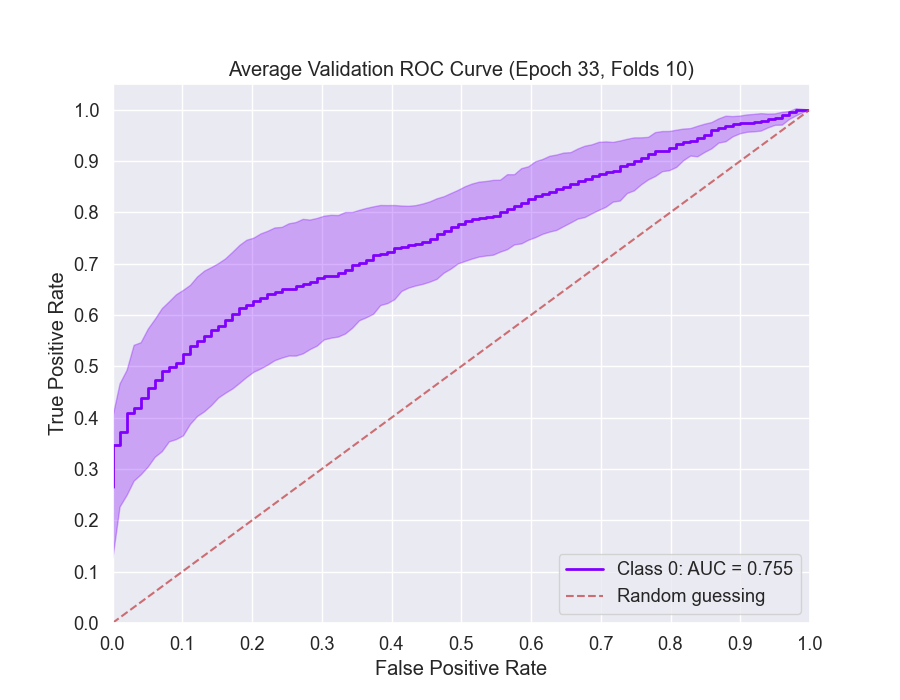 Average Validation ROC Curve (Epoch 33, Folds 10)
True Positive Rate
1.0
0.9
0.8
0.7
0.6
0.5
0.4
0.3
0.2
0.1
0.0
Class 0: AUC = 0.755
Random guessing
0.0 0.1 0.2 0.3 0.4 0.5 0.6 0.7 0.8 0.9 1.0
False Positive Rate